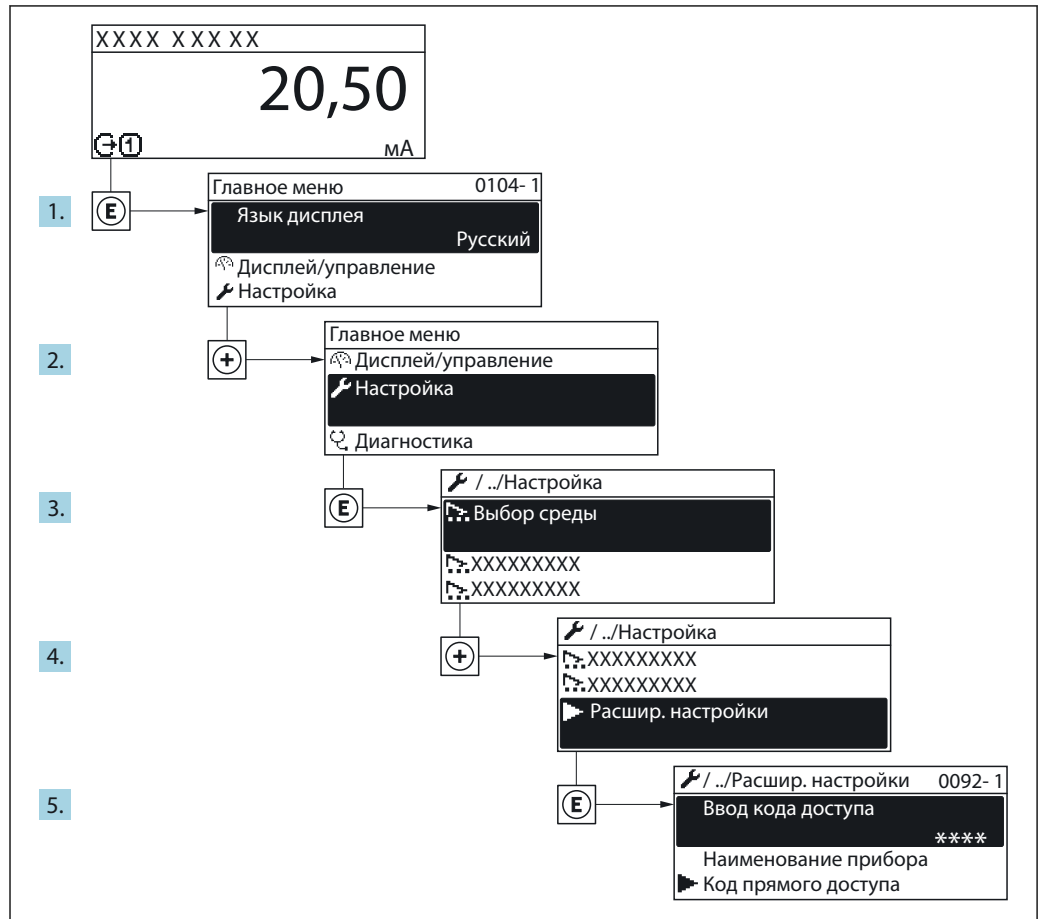 XXXX XXX XX
20,50
1
мА
1.
E
Главное меню 0104- 1
Язык дисплея
Русский
Дисплей/управление
Настройка
2.
+
Главное меню
Дисплей/управление
Настройка
Диагностика
3.
E
/ ../Настройка
Выбор среды
XXXXXXXXX
XXXXXXXXX
4.
+
/ ../Настройка
XXXXXXXXX
XXXXXXXXX
Расшир. настройки
5.
E
/ ../Расшир. настройки 0092- 1
Ввод кода доступа
****
Наименование прибора
Код прямого доступа